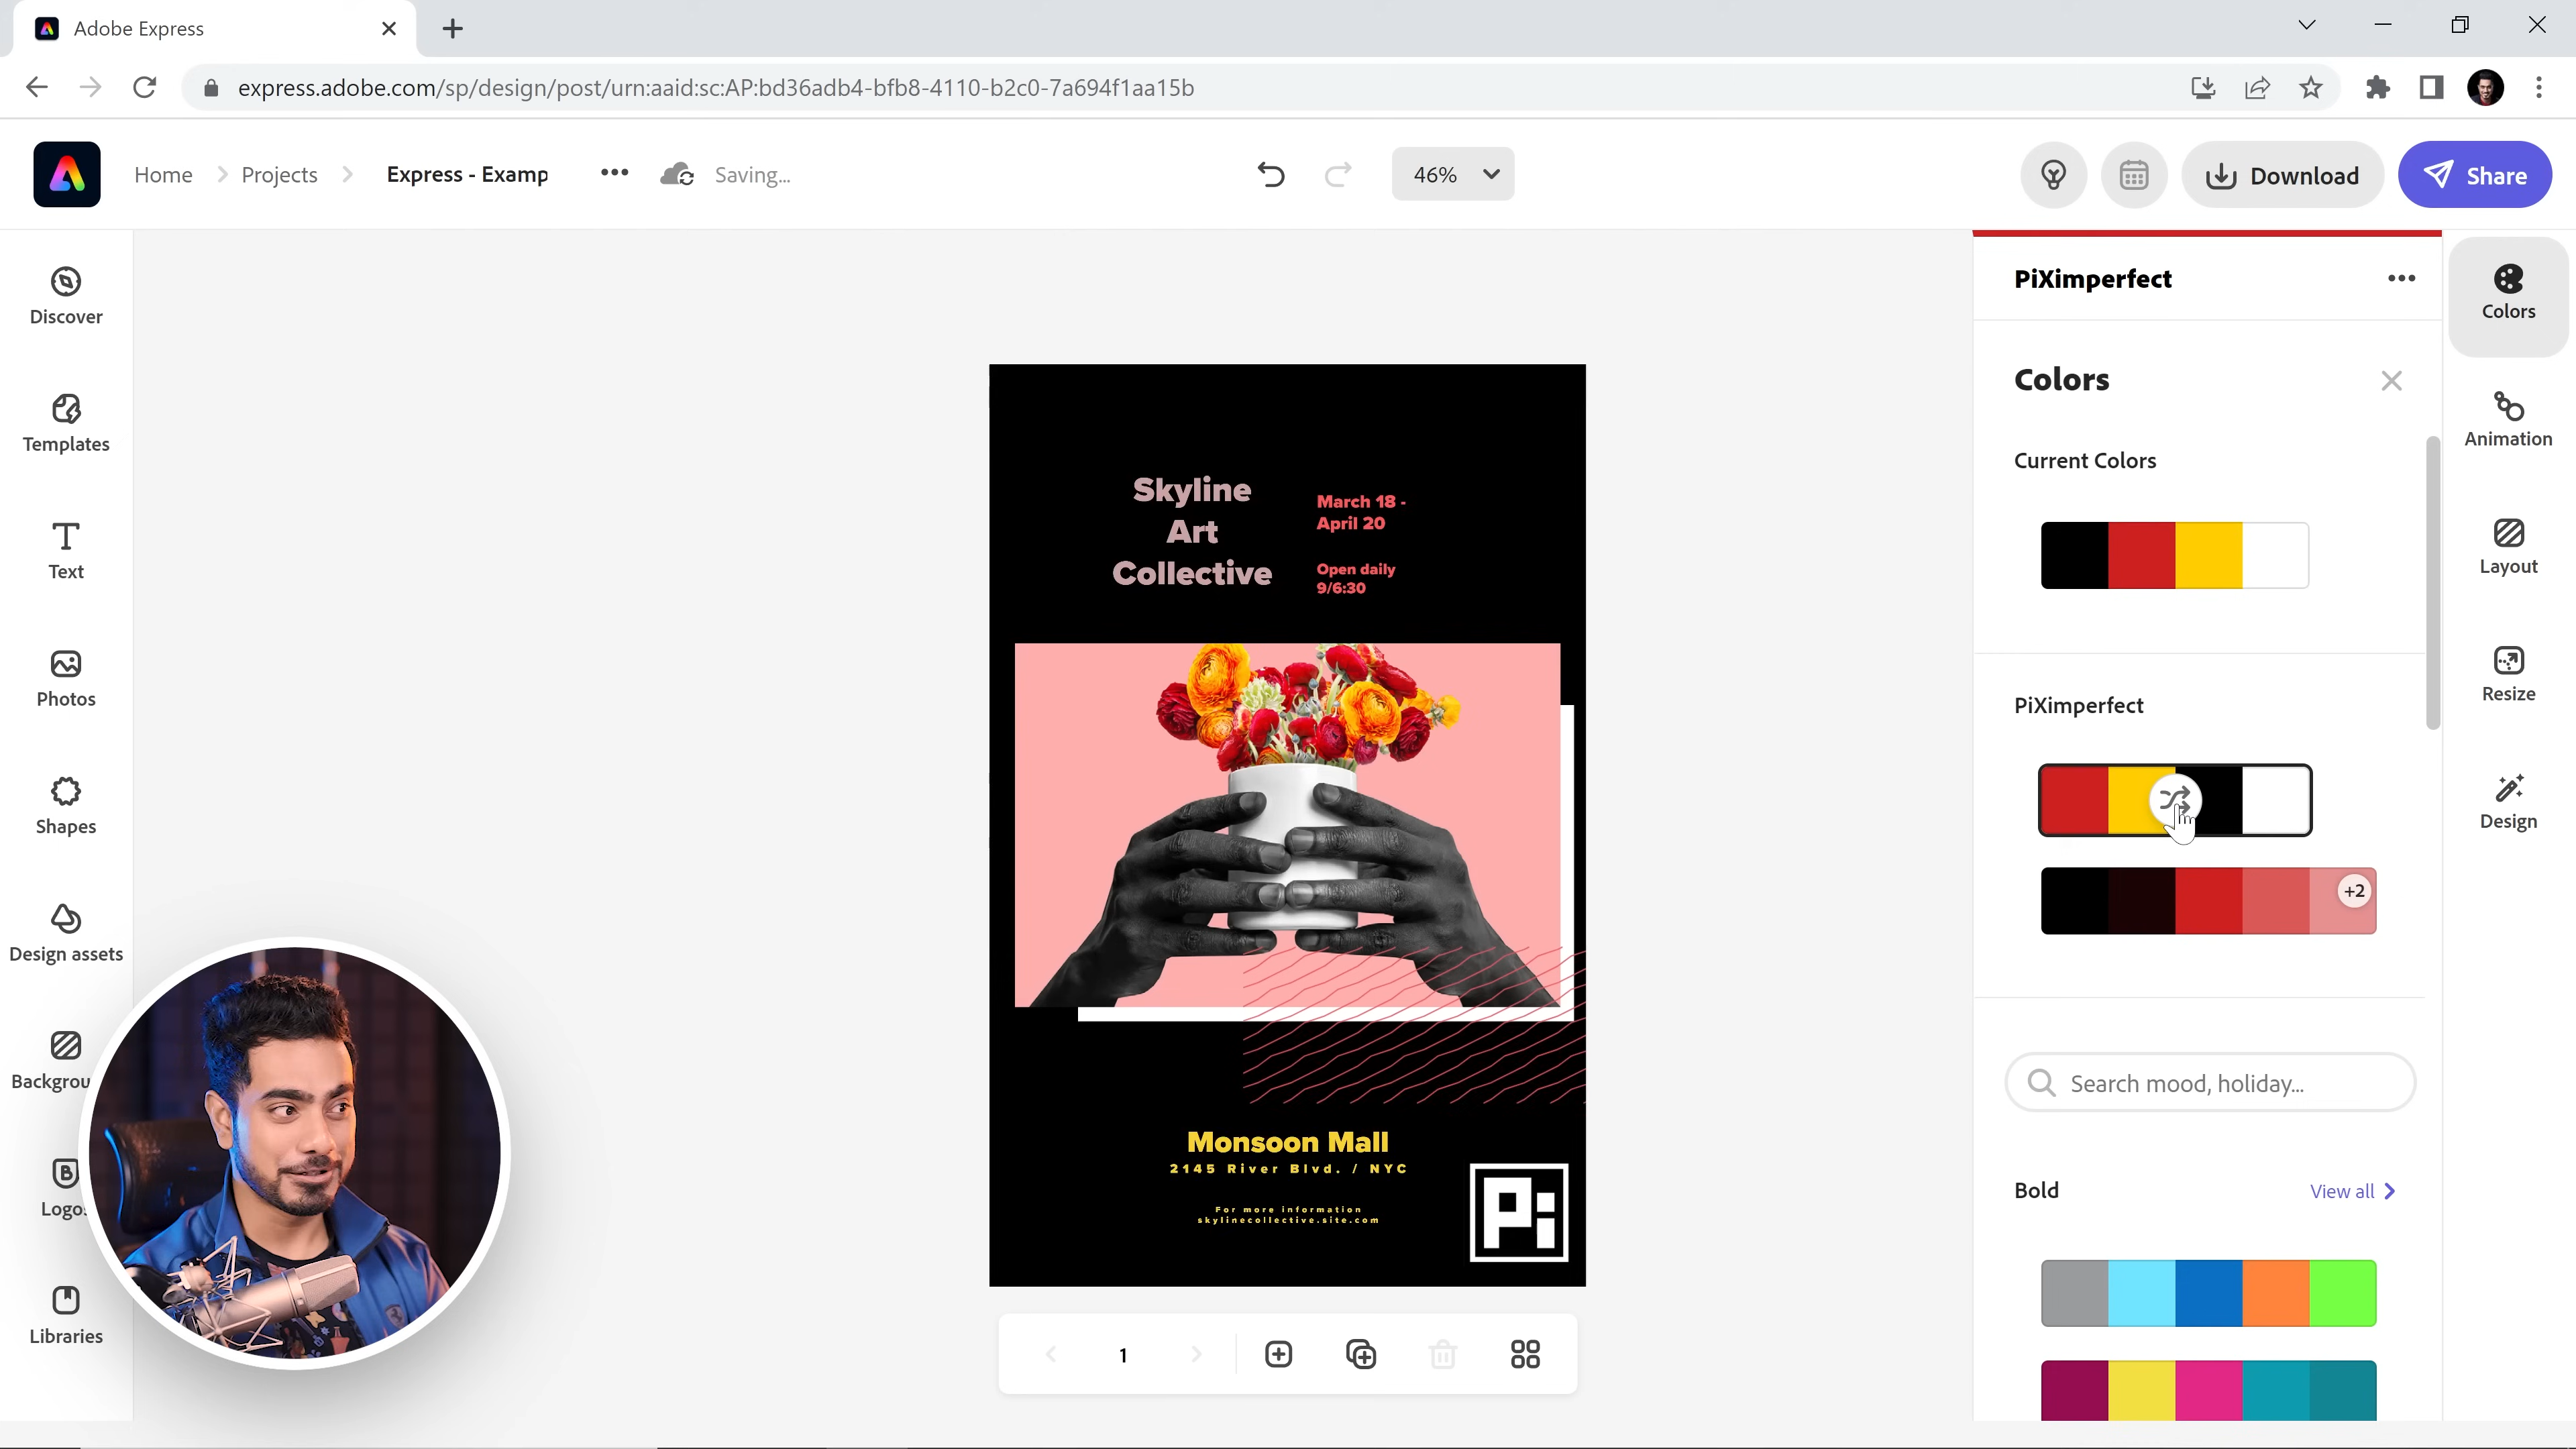 Adobe Express
express.adobe.com/sp/design/post/urn:aaid:sc:AP:bd36adb4-bfb8-4110-b2c0-7a694f1aa15b
Home
Projects
Express - Examp
Saving...
46%
Download
Share
Discover
Templates
Text
Photos
Shapes
Design assets
Backgrou
Logos
Libraries
Skyline
Art
Collective
March 18 -
April 20
Open daily
9/6:30
Monsoon Mall
2145 River Blvd. / NYC
For more information
skylinecollective.site.com
Pi
1
PiXimperfect
Colors
Current Colors
PiXimperfect
+2
Search mood, holiday...
Bold
View all
Colors
Animation
Layout
Resize
Design